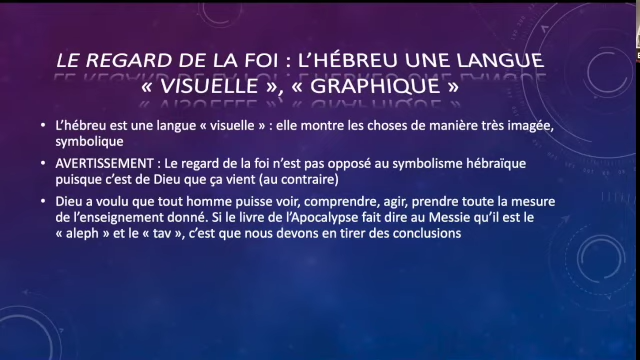 LE REGARD DE LA FOI : L'HÉBREU UNE LANGUE
« VISUELLE », « GRAPHIQUE »
• L'hébreu est une langue « visuelle » : elle montre les choses de manière très imagée,
symbolique
• AVERTISSEMENT : Le regard de la foi n'est pas opposé au symbolisme hébraïque
puisque c'est de Dieu que ça vient (au contraire)
• Dieu a voulu que tout homme puisse voir, comprendre, agir, prendre toute la mesure
de l'enseignement donné. Si le livre de l'Apocalypse fait dire au Messie qu'il est le
« aleph » et le « tav », c'est que nous devons en tirer des conclusions